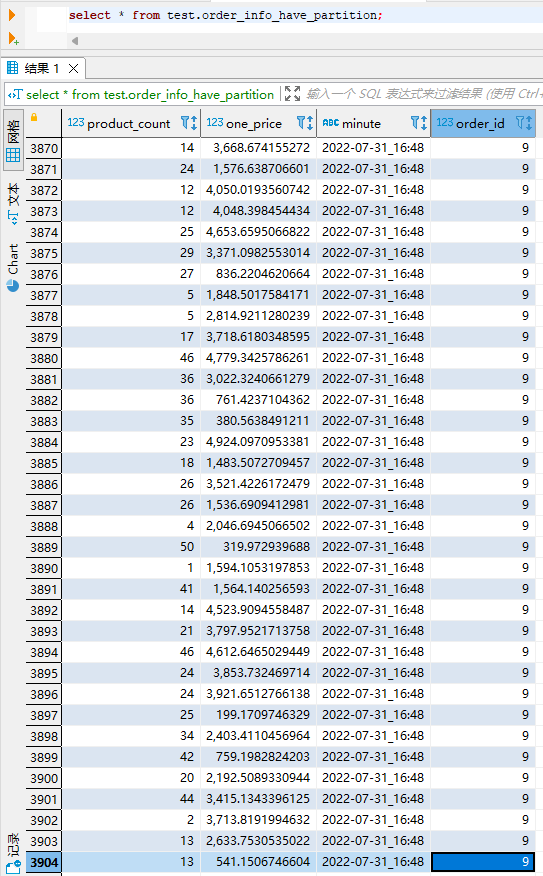 select * from test.order_info_have_partition;
结果 1
select * from test.order_info_have_partition 输入一个 SQL 表达式来过滤结果 (使用 Ctrl+
网格
文本
Chart
记录
123 product_count 123 one_price ABC minute 123 order_id
3870 14 3,668.674155272 2022-07-31_16:48 9
3871 24 1,576.638706601 2022-07-31_16:48 9
3872 12 4,050.0193560742 2022-07-31_16:48 9
3873 12 4,048.398454434 2022-07-31_16:48 9
3874 25 4,653.6595066822 2022-07-31_16:48 9
3875 29 3,371.0982553014 2022-07-31_16:48 9
3876 27 836.2204620664 2022-07-31_16:48 9
3877 5 1,848.5017584171 2022-07-31_16:48 9
3878 5 2,814.9211280239 2022-07-31_16:48 9
3879 17 3,718.6180348595 2022-07-31_16:48 9
3880 46 4,779.3425786261 2022-07-31_16:48 9
3881 36 3,022.3240661279 2022-07-31_16:48 9
3882 36 761.4237104362 2022-07-31_16:48 9
3883 35 380.5638491211 2022-07-31_16:48 9
3884 23 4,924.0970953381 2022-07-31_16:48 9
3885 18 1,483.5072709457 2022-07-31_16:48 9
3886 26 3,521.4226172479 2022-07-31_16:48 9
3887 26 1,536.6909412981 2022-07-31_16:48 9
3888 4 2,046.6945066502 2022-07-31_16:48 9
3889 50 319.972939688 2022-07-31_16:48 9
3890 1 1,594.1053197853 2022-07-31_16:48 9
3891 41 1,564.140256593 2022-07-31_16:48 9
3892 14 4,523.9094558487 2022-07-31_16:48 9
3893 21 3,797.9521713758 2022-07-31_16:48 9
3894 46 4,612.6465029449 2022-07-31_16:48 9
3895 24 3,853.732469714 2022-07-31_16:48 9
3896 24 3,921.6512766138 2022-07-31_16:48 9
3897 25 199.1709746329 2022-07-31_16:48 9
3898 34 2,403.4110456964 2022-07-31_16:48 9
3899 42 759.1982824203 2022-07-31_16:48 9
3900 20 2,192.5089330944 2022-07-31_16:48 9
3901 44 3,415.1343396125 2022-07-31_16:48 9
3902 2 3,713.8191994632 2022-07-31_16:48 9
3903 13 2,633.7530535022 2022-07-31_16:48 9
3904 13 541.1506746604 2022-07-31_16:48 9